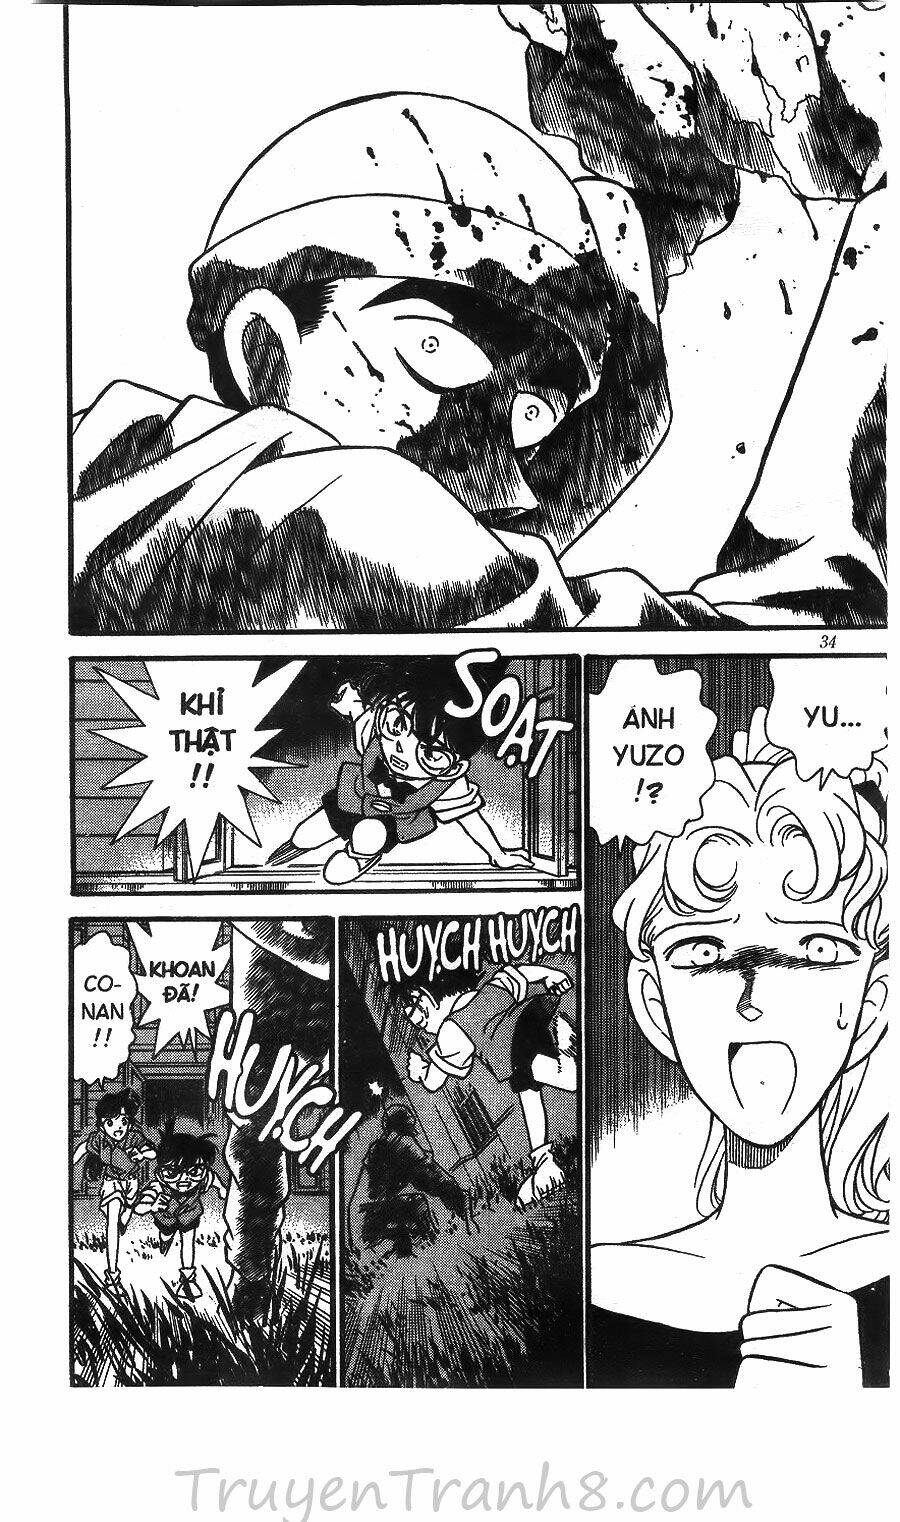 34
YU...
ANH
YUZO
!?
SOẠT
KHỈ
THẬT
!!
HUỴCH HUỴCH
HUỴCH
KHOAN
ĐÃ!
CO-
NAN
!!
TruyenTranh8.com